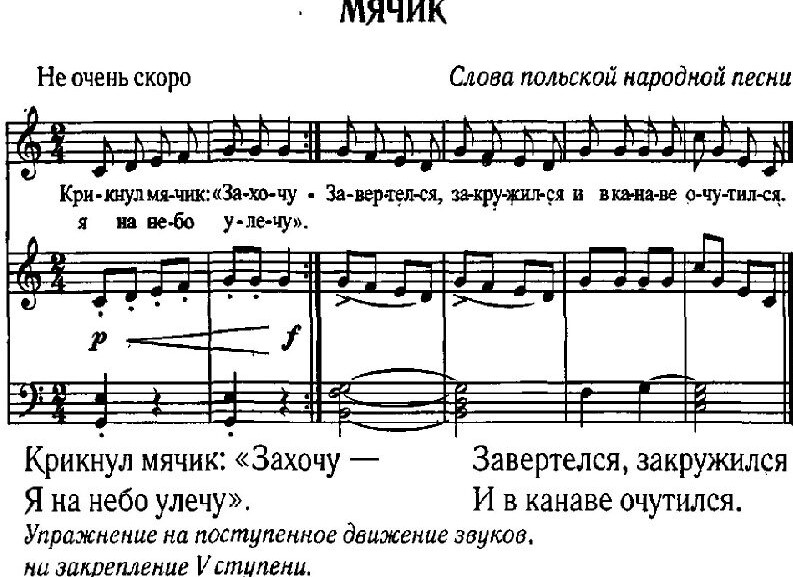 МЯЧИК
Не очень скоро
Слова польской народной песни
Кри-кнул мя-чик: «За-хо-чу - За-вер-тел-ся, за-кру-жил-ся и в ка-на-ве о-чу-тил-ся.
я на не-бо у-ле-чу».
p f
Крикнул мячик: «Захочу —
Я на небо улечу».
Завертелся, закружился
И в канаве очутился.
Упражнение на поступенное движение звуков,
на закрепление V ступени.